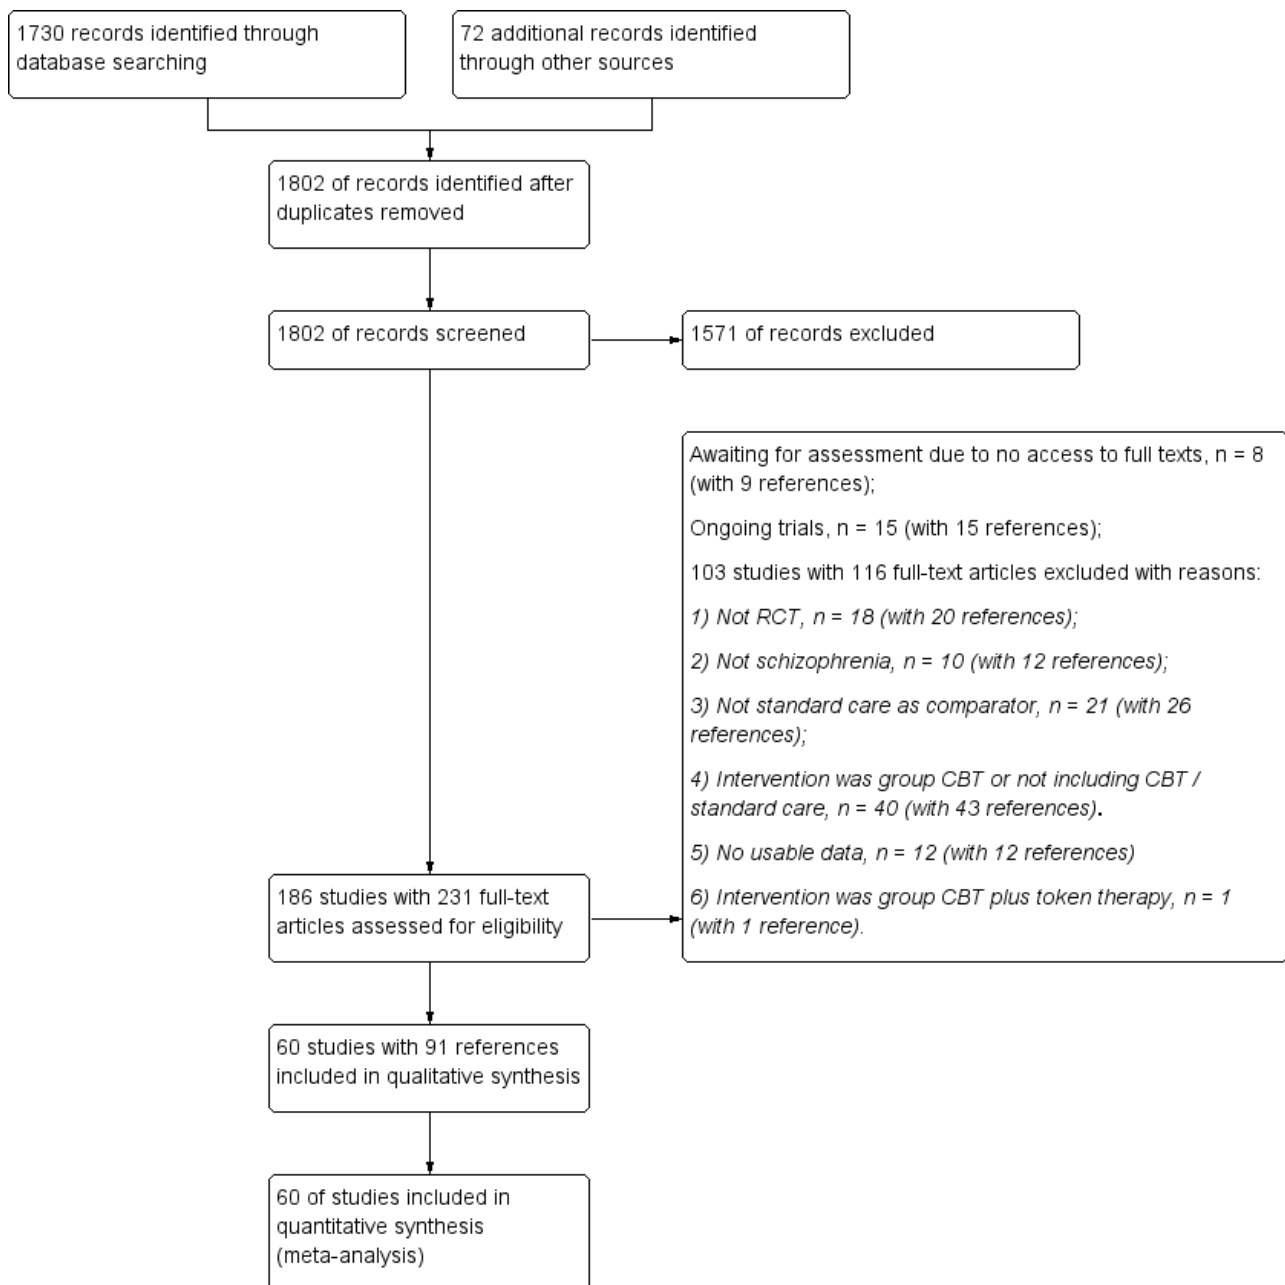 1730 records identified through
database searching
72 additional records identified
through other sources
1802 of records identified after
duplicates removed
1802 of records screened
1571 of records excluded
Awaiting for assessment due to no access to full texts, n = 8
(with 9 references);
Ongoing trials, n = 15 (with 15 references);
103 studies with 116 full-text articles excluded with reasons:
1) Not RCT, n = 18 (with 20 references);
2) Not schizophrenia, n = 10 (with 12 references);
3) Not standard care as comparator, n = 21 (with 26
references);
4) Intervention was group CBT or not including CBT /
standard care, n = 40 (with 43 references).
5) No usable data, n = 12 (with 12 references)
6) Intervention was group CBT plus token therapy, n = 1
(with 1 reference).
186 studies with 231 full-text
articles assessed for eligibility
60 studies with 91 references
included in qualitative synthesis
60 of studies included in
quantitative synthesis
(meta-analysis)